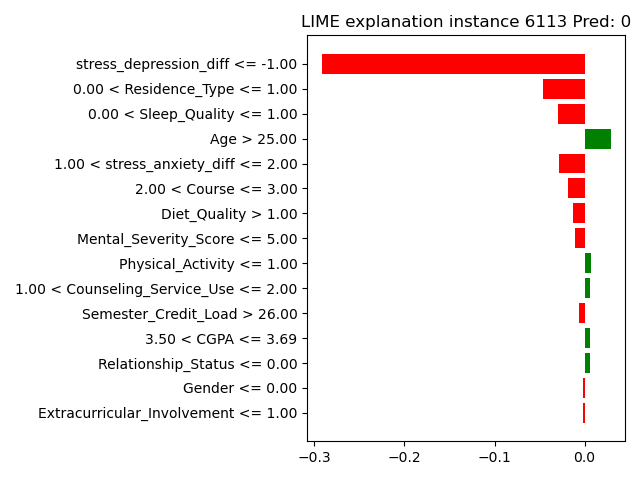 LIME explanation instance 6113 Pred: 0
stress_depression_diff <= -1.00
0.00 < Residence_Type <= 1.00
0.00 < Sleep_Quality <= 1.00
Age > 25.00
1.00 < stress_anxiety_diff <= 2.00
2.00 < Course <= 3.00
Diet_Quality > 1.00
Mental_Severity_Score <= 5.00
Physical_Activity <= 1.00
1.00 < Counseling_Service_Use <= 2.00
Semester_Credit_Load > 26.00
3.50 < CGPA <= 3.69
Relationship_Status <= 0.00
Gender <= 0.00
Extracurricular_Involvement <= 1.00
−0.3 −0.2 −0.1 0.0